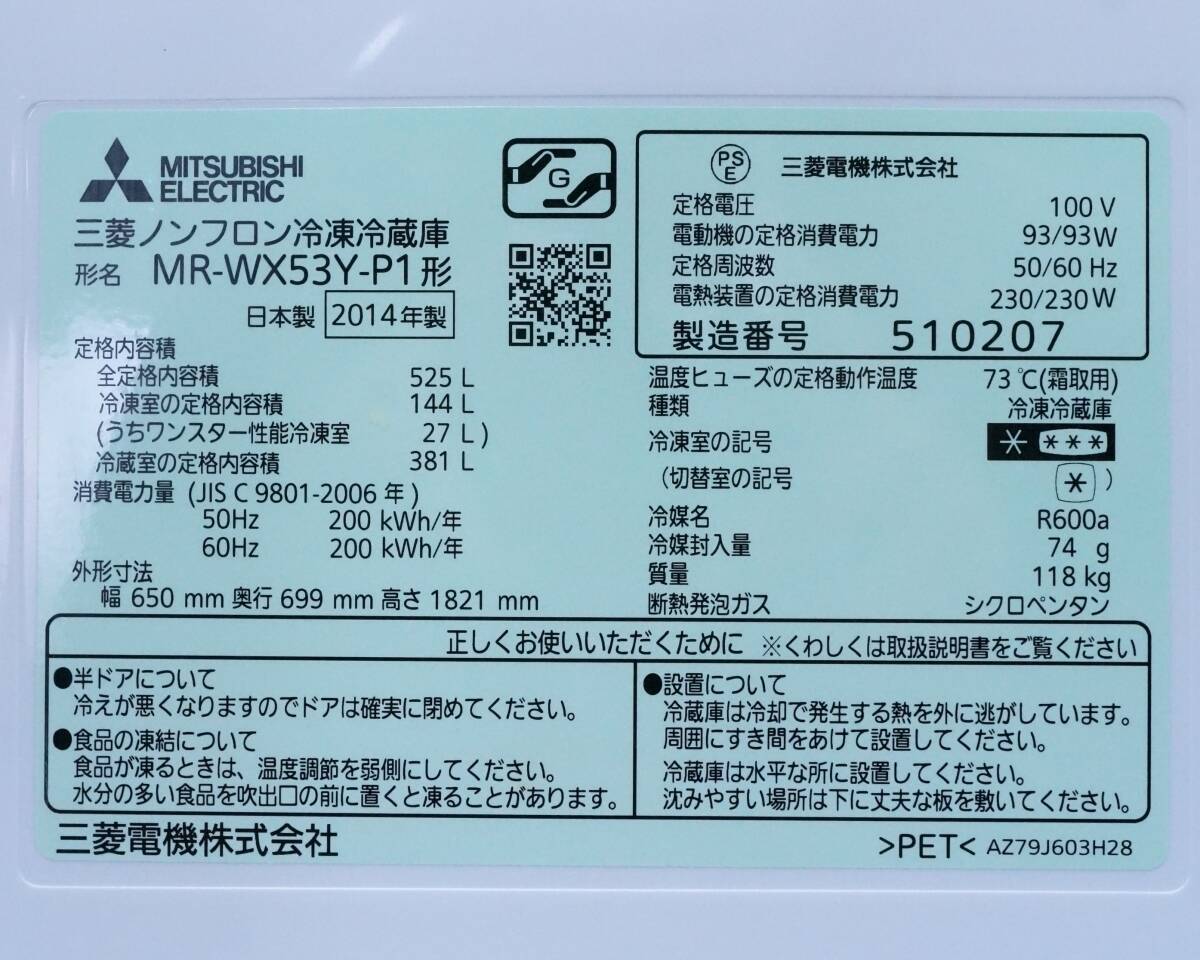 MITSUBISHI
ELECTRIC
三菱ノンフロン冷凍冷蔵庫
形名 MR-WX53Y-P1形
日本製 2014年製
定格内容積
全定格内容積 525 L
冷凍室の定格内容積 144 L
(うちワンスター性能冷凍室 27 L)
冷蔵室の定格内容積 381 L
消費電力量 (JIS C 9801-2006 年)
50Hz 200 kWh/年
60Hz 200 kWh/年
外形寸法
幅 650 mm 奥行 699 mm 高さ 1821 mm
G
PS
E 三菱電機株式会社
定格電圧 100 V
電動機の定格消費電力 93/93W
定格周波数 50/60 Hz
電熱装置の定格消費電力 230/230W
製造番号 510207
温度ヒューズの定格動作温度 73℃(霜取用)
種類 冷凍冷蔵庫
冷凍室の記号 * ***
(切替室の記号 * )
冷媒名 R600a
冷媒封入量 74 g
質量 118 kg
断熱発泡ガス シクロペンタン
正しくお使いいただくために ※くわしくは取扱説明書をご覧ください
●半ドアについて
冷えが悪くなりますのでドアは確実に閉めてください。
●食品の凍結について
食品が凍るときは、温度調節を弱側にしてください。
水分の多い食品を吹出口の前に置くと凍ることがあります。
●設置について
冷蔵庫は冷却で発生する熱を外に逃がしています。
周囲にすき間をあけて設置してください。
冷蔵庫は水平な所に設置してください。
沈みやすい場所は下に丈夫な板を敷いてください。
三菱電機株式会社
>PET< AZ79J603H28